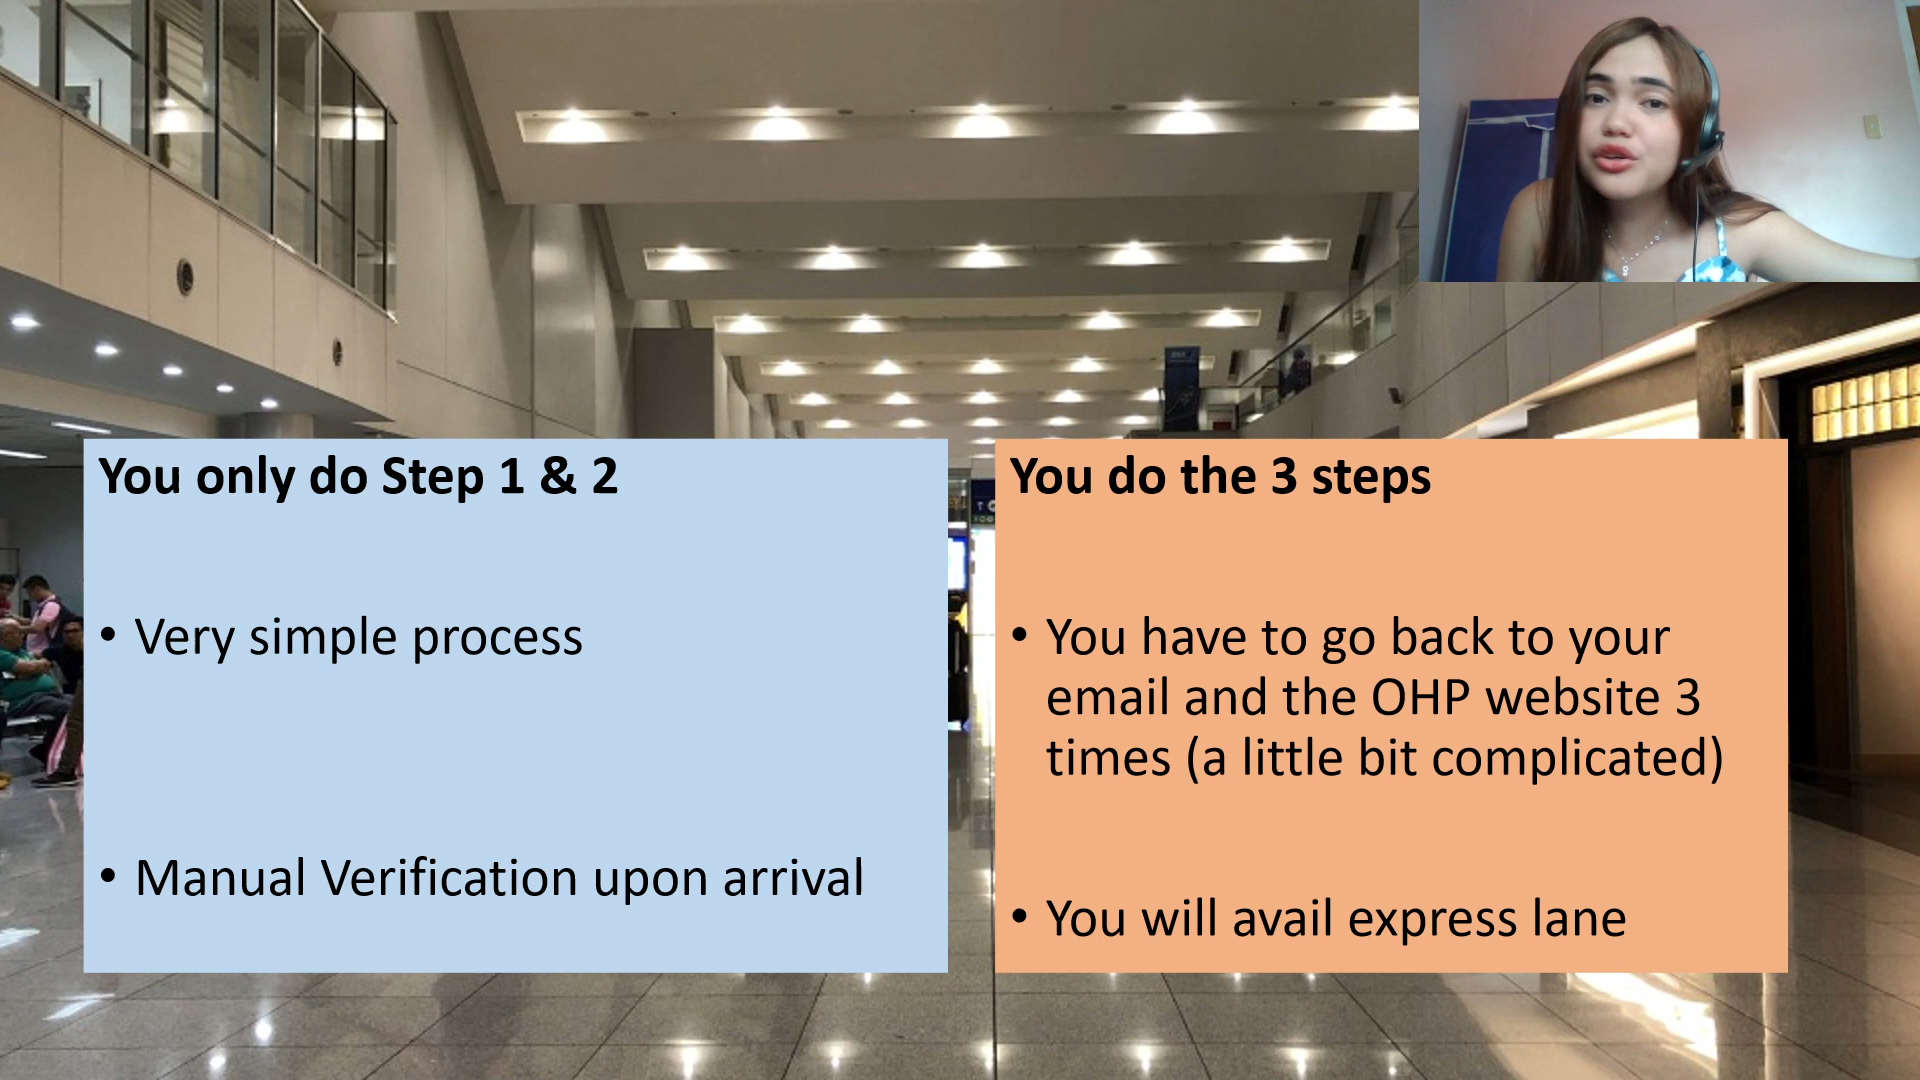 You only do Step 1 & 2
• Very simple process
• Manual Verification upon arrival
You do the 3 steps
• You have to go back to your
email and the OHP website 3
times (a little bit complicated)
• You will avail express lane